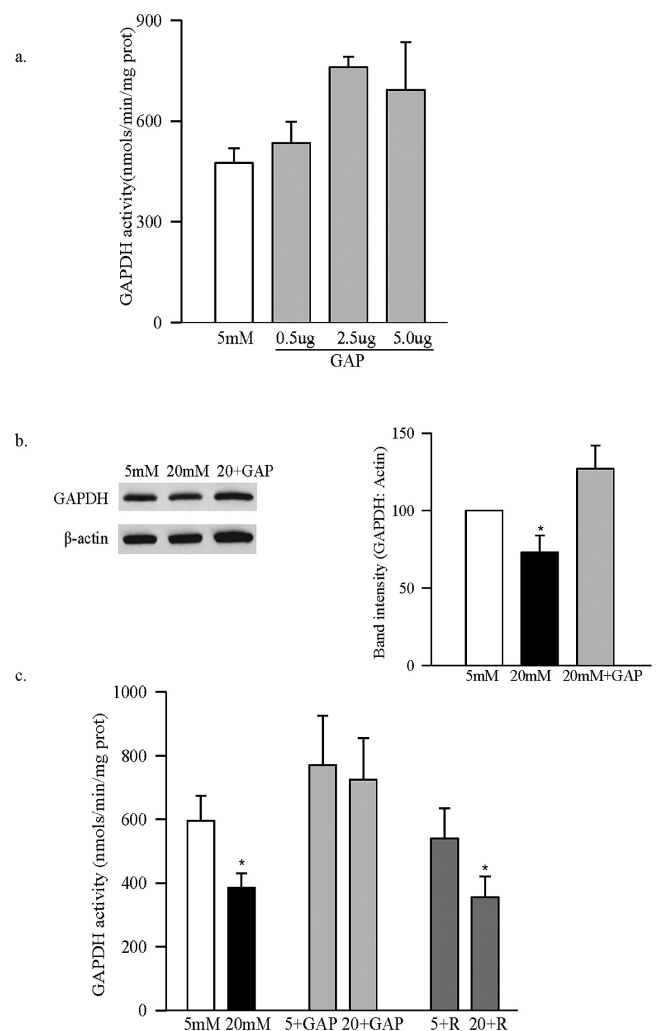 a.
GAPDH activity(nmols/min/mg prot)
900
600
300
0
5mM 0.5ug 2.5ug 5.0ug
GAP
b.
5mM 20mM 20+GAP
GAPDH
β-actin
Band intensity (GAPDH: Actin)
150
100
50
0
*
5mM 20mM 20mM+GAP
c.
GAPDH activity (nmols/min/mg prot)
1000
800
600
400
200
0
* *
5mM 20mM 5+GAP 20+GAP 5+R 20+R